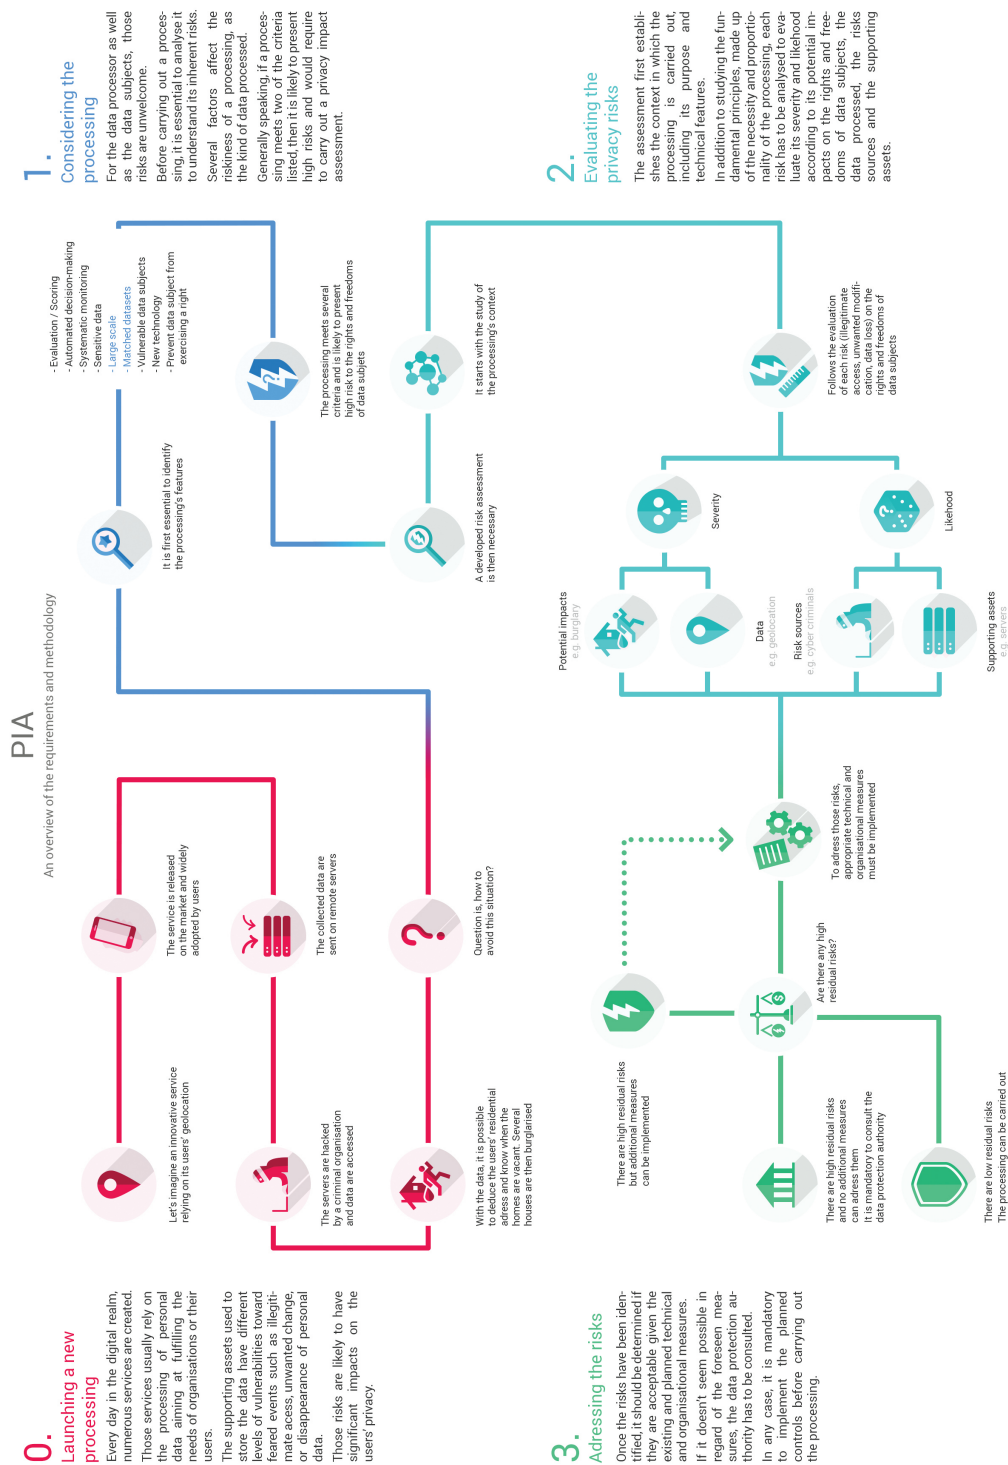 PIA
An overview of the requirements and methodology
0.
Launching a new
processing
Every day in the digital realm,
numerous services are created.
Those services usually rely on
the processing of personal
data aiming at fulfilling the
needs of organisations or their
users.
The supporting assets used to
store the data have different
levels of vulnerabilities toward
feared events such as illegiti-
mate acess, unwanted change,
or disappearance of personal
data.
Those risks are likely to have
significant impacts on the
users' privacy.
Let's imagine an innovative service
relying on its users' geolocation
The service is released
on the market and widely
adopted by users
The servers are hacked
by a criminal organisation
and data are accessed
The collected data are
sent on remote servers
With the data, it is possible
to deduce the users' residential
adress and know when the
homes are vacant. Several
houses are then burglarised
Question is, how to
avoid this situation?
It is first essential to identify
the processing's features
- Evaluation / Scoring
- Automated decision-making
- Systematic monitoring
- Sensitive data
- Large scale
- Matched datasets
- Vulnerable data subjects
- New technology
- Prevent data subject from
exercising a right
The processing meets several
criteria and is likely to present
high risk to the rights and freedoms
of data subjets
A developed risk assessment
is then necessary
It starts with the study of
the processing's context
1.
Considering the
processing
For the data processor as well
as the data subjects, those
risks are unwelcome.
Before carrying out a proces-
sing, it is essential to analyse it
to understand its inherent risks.
Several factors affect the
riskiness of a processing, as
the kind of data processed.
Generally speaking, if a proces-
sing meets two of the criteria
listed, then it is likely to present
high risks and would require
to carry out a privacy impact
assessment.
3.
Adressing the risks
Once the risks have been iden-
tified, it should be determined if
they are acceptable given the
existing and planned technical
and organisational measures.
If it doesn't seem possible in
regard of the foreseen mea-
sures, the data protection au-
thority has to be consulted.
In any case, it is mandatory
to implement the planned
controls before carrying out
the processing.
There are high residual risks
but additional measures
can be implemented
There are high residual risks
and no additional measures
can adress them
It is mandatory to consult the
data protection authority
There are low residual risks
The processing can be carried out
Are there any high
residual risks?
To adress those risks,
appropriate technical and
organisational measures
must be implemented
Potential impacts
e.g. burglary
Data
e.g. geolocation
Risk sources
e.g. cyber criminals
Supporting assets
e.g. servers
Severity
Likehood
Follows the evaluation
of each risk (illegitimate
access, unwanted modifi-
cation, data loss) on the
rights and freedoms of
data subjects
2.
Evaluating the
privacy risks
The assessment first establi-
shes the context in which the
processing is carried out,
including its purpose and
technical features.
In addition to studying the fun-
damental principles, made up
of the necessity and proportio-
nality of the processing, each
risk has to be analysed to eva-
luate its severity and likelihood
according to its potential im-
pacts on the rights and free-
doms of data subjects, the
data processed, the risks
sources and the supporting
assets.